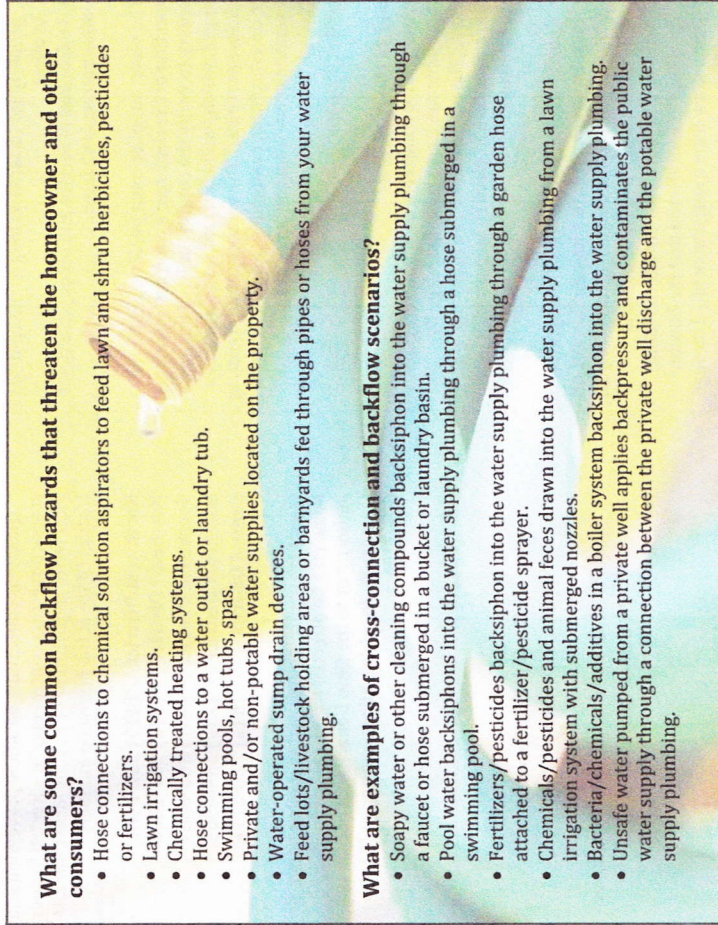 What are some common backflow hazards that threaten the homeowner and other
consumers?
• Hose connections to chemical solution aspirators to feed lawn and shrub herbicides, pesticides
or fertilizers.
• Lawn irrigation systems.
• Chemically treated heating systems.
• Hose connections to a water outlet or laundry tub.
• Swimming pools, hot tubs, spas.
• Private and/or non-potable water supplies located on the property.
• Water-operated sump drain devices.
• Feed lots/livestock holding areas or barnyards fed through pipes or hoses from your water
supply plumbing.
What are examples of cross-connection and backflow scenarios?
• Soapy water or other cleaning compounds backsiphon into the water supply plumbing through
a faucet or hose submerged in a bucket or laundry basin.
• Pool water backsiphons into the water supply plumbing through a hose submerged in a
swimming pool.
• Fertilizers/pesticides backsiphon into the water supply plumbing through a garden hose
attached to a fertilizer/pesticide sprayer.
• Chemicals/pesticides and animal feces drawn into the water supply plumbing from a lawn
irrigation system with submerged nozzles.
• Bacteria/chemicals/additives in a boiler system backsiphon into the water supply plumbing.
• Unsafe water pumped from a private well applies backpressure and contaminates the public
water supply through a connection between the private well discharge and the potable water
supply plumbing.